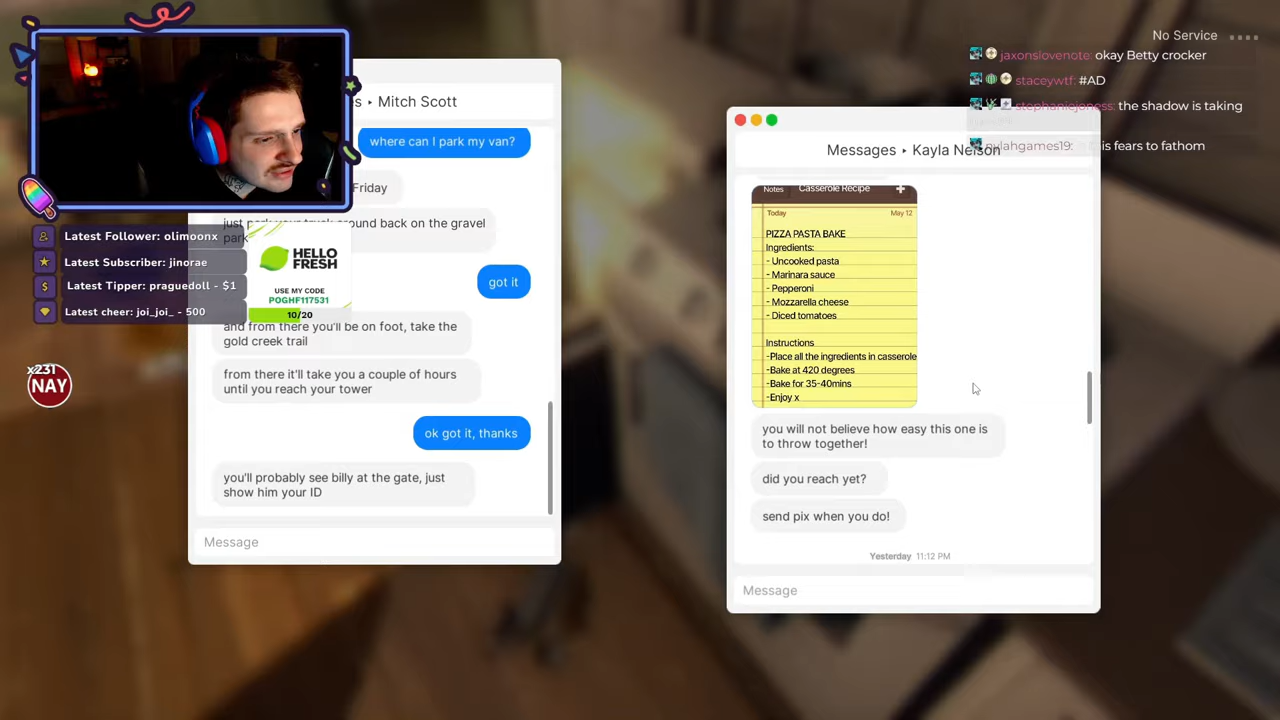 No Service
jaxonslovenote: okay Betty crocker
staceywtf: #AD
stephaniejoness: the shadow is taking
nylahgames19: is fears to fathom
Mitch Scott
where can I park my van?
Friday
just park your truck around back on the gravel
park
got it
and from there you'll be on foot, take the
gold creek trail
from there it'll take you a couple of hours
until you reach your tower
ok got it, thanks
you'll probably see billy at the gate, just
show him your ID
Message
Latest Follower: olimoonx
Latest Subscriber: jinorae
Latest Tipper: praguedoll - $1
Latest cheer: joi_joi_ - 500
HELLO
FRESH
USE MY CODE
POGHF117531
10/20
x231
NAY
Messages ▸ Kayla Nelson
Notes Casserole Recipe +
Today May 12
PIZZA PASTA BAKE
Ingredients:
- Uncooked pasta
- Marinara sauce
- Pepperoni
- Mozzarella cheese
- Diced tomatoes
Instructions
-Place all the ingredients in casserole
-Bake at 420 degrees
-Bake for 35-40mins
-Enjoy x
you will not believe how easy this one is
to throw together!
did you reach yet?
send pix when you do!
Yesterday 11:12 PM
Message